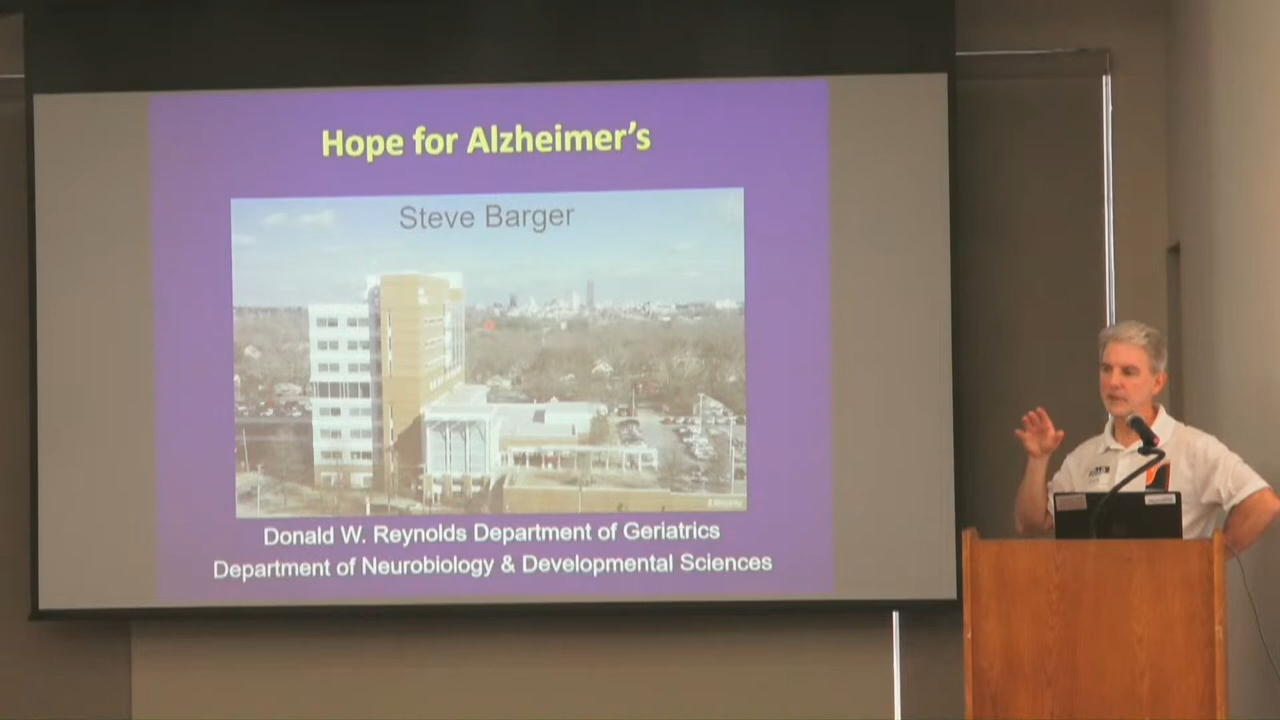 Hope for Alzheimer's
Steve Barger
Donald W. Reynolds Department of Geriatrics
Department of Neurobiology & Developmental Sciences